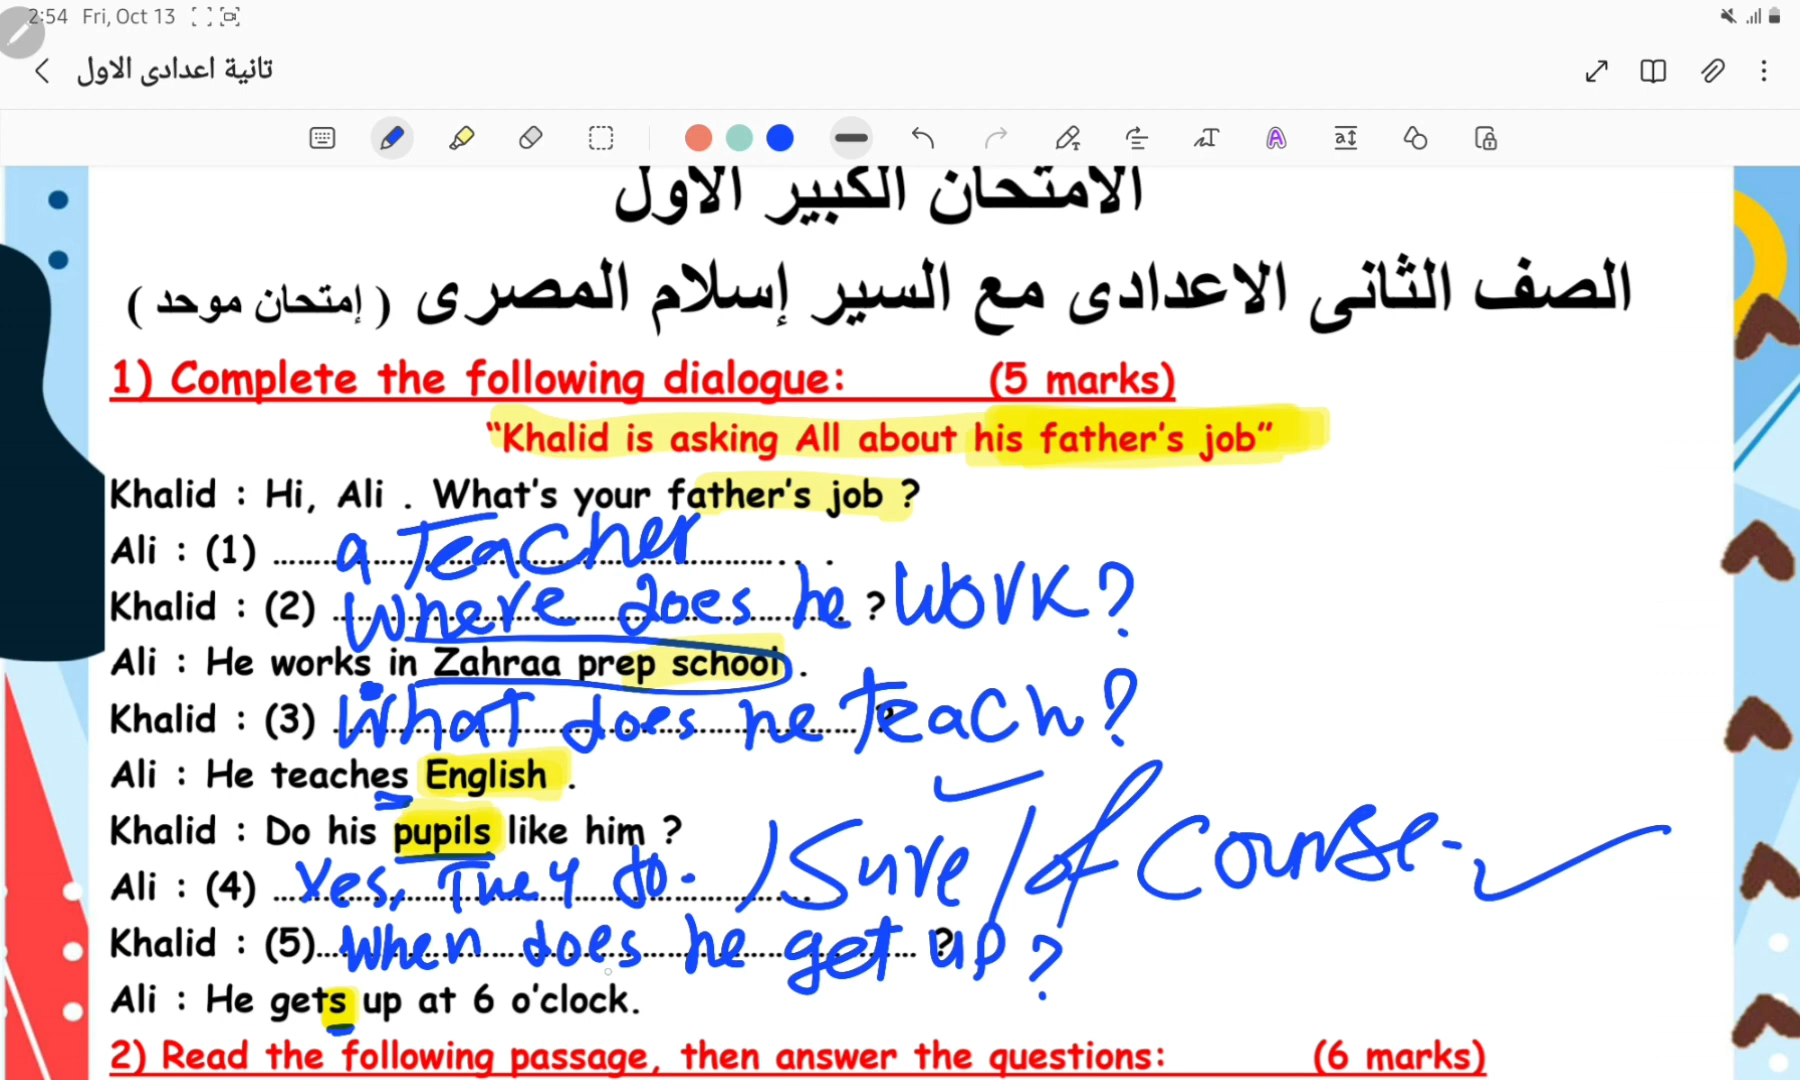 2:54 Fri, Oct 13
تانية اعدادى الاول
الامتحان الكبير الاول
الصف الثانى الاعدادى مع السير إسلام المصرى ( إمتحان موحد )
1) Complete the following dialogue: (5 marks)
“Khalid is asking All about his father’s job”
Khalid : Hi, Ali . What’s your father’s job ?
Ali : (1) ........ a Teacher ........ .
Khalid : (2) ........ Where does he ? Work?
Ali : He works in Zahraa prep school .
Khalid : (3) ........ What does he teach ?
Ali : He teaches English .
Khalid : Do his pupils like him ?
Ali : (4) ........ Yes, They do. / Sure / of course.
Khalid : (5) ........ When does he get up ?
Ali : He gets up at 6 o’clock.
2) Read the following passage, then answer the questions: (6 marks)